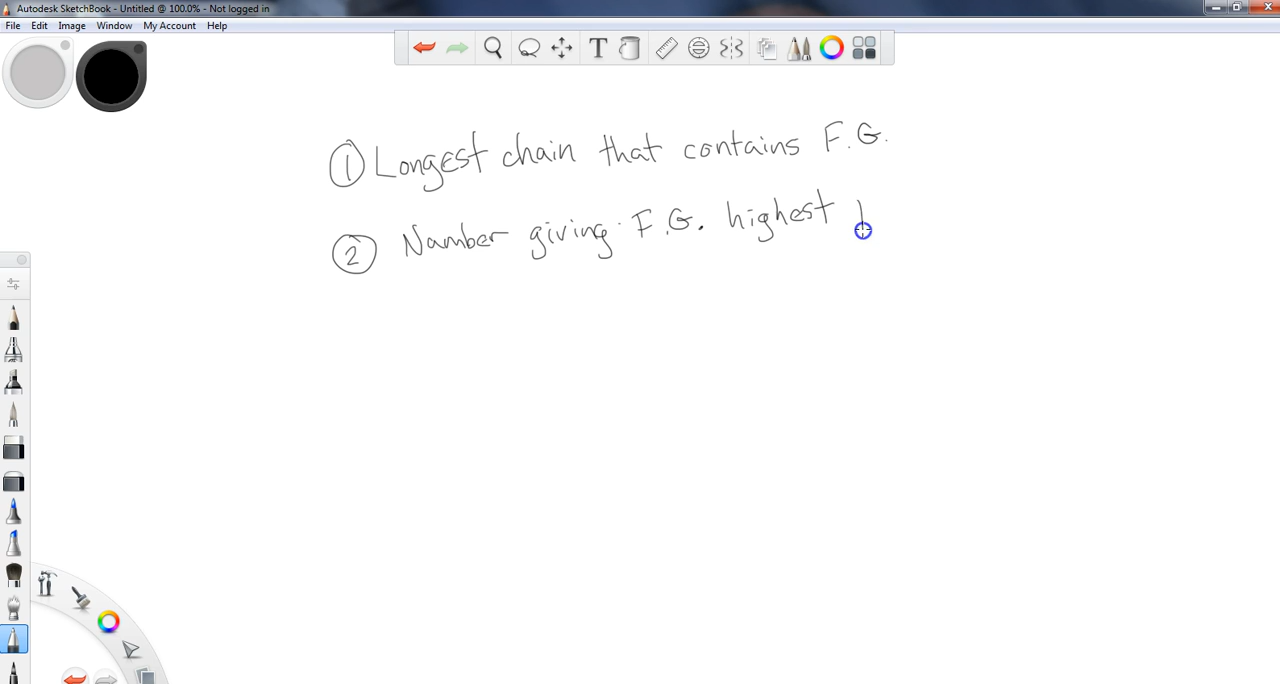 Autodesk SketchBook - Untitled @ 100.0% - Not logged in
File Edit Image Window My Account Help
T
① Longest chain that contains F.G.
② Number giving F.G. highest